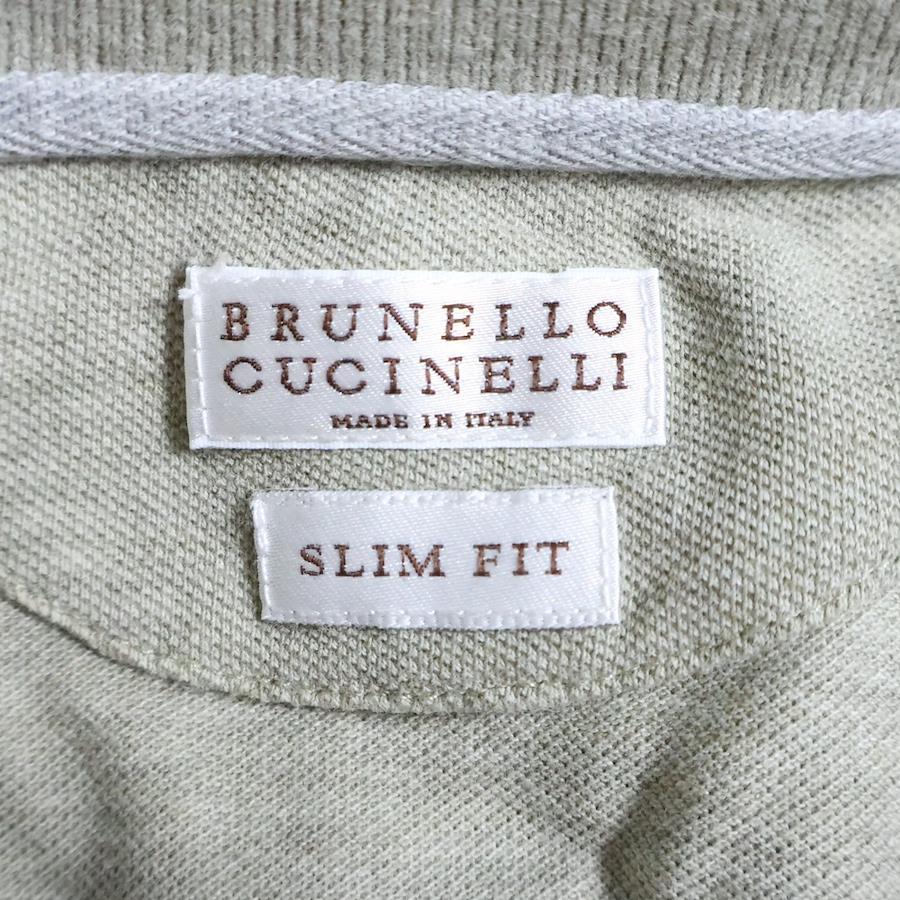 BRUNELLO
CUCINELLI
MADE IN ITALY
SLIM FIT